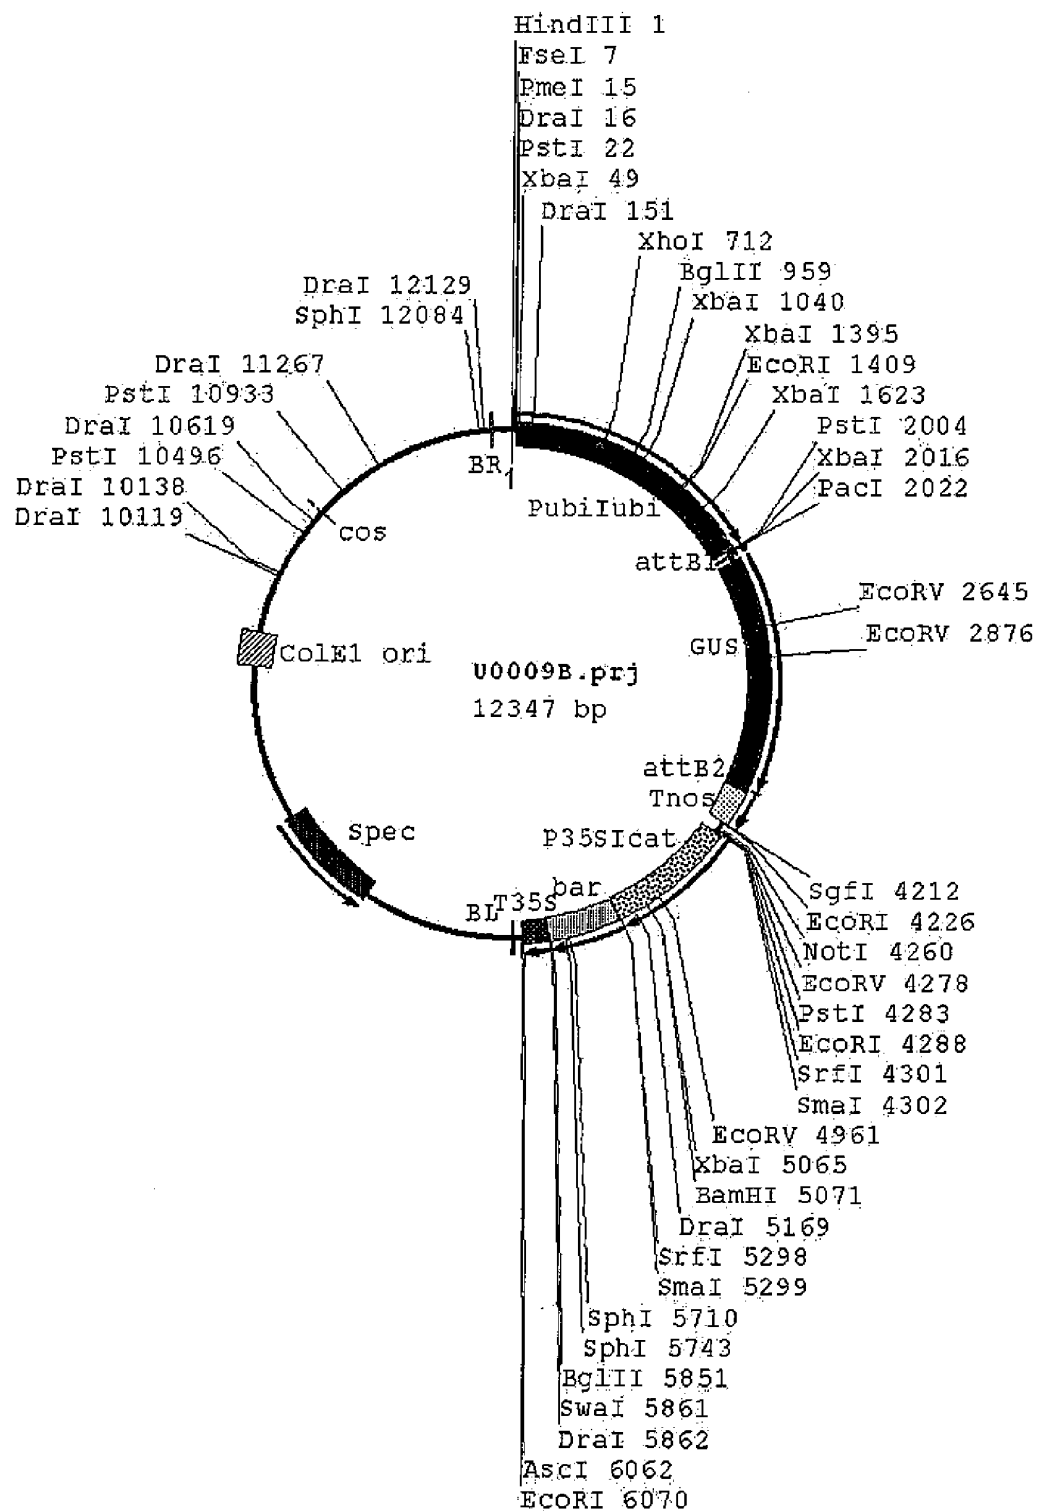 HindIII 1
FseI 7
PmeI 15
DraI 16
PstI 22
XbaI 49
DraI 151
XhoI 712
BglII 959
XbaI 1040
XbaI 1395
EcoRI 1409
XbaI 1623
PstI 2004
XbaI 2016
PacI 2022
EcoRV 2645
EcoRV 2876
DraI 12129
SphI 12084
DraI 11267
PstI 10933
DraI 10619
PstI 10496
DraI 10138
DraI 10119
BR
1
cos
PubiIubi
attB1
GUS
ColE1 ori
U0009B.prj
12347 bp
attB2
Tnos
P35SIcat
Spec
bar
T35S
BL
SgfI 4212
EcoRI 4226
NotI 4260
EcoRV 4278
PstI 4283
EcoRI 4288
SrfI 4301
SmaI 4302
EcoRV 4961
XbaI 5065
BamHI 5071
DraI 5169
SrfI 5298
SmaI 5299
SphI 5710
SphI 5743
BglII 5851
SwaI 5861
DraI 5862
AscI 6062
EcoRI 6070